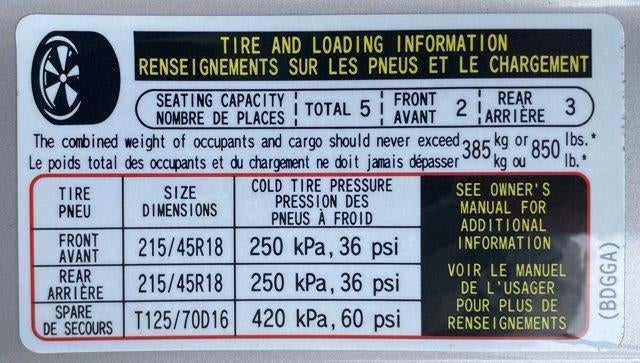 TIRE AND LOADING INFORMATION
RENSEIGNEMENTS SUR LES PNEUS ET LE CHARGEMENT
SEATING CAPACITY
NOMBRE DE PLACES
TOTAL 5
FRONT
AVANT
2
REAR
ARRIÈRE
3
The combined weight of occupants and cargo should never exceed 385 kg or 850 lbs.*
Le poids total des occupants et du chargement ne doit jamais dépasser kg ou lb.*
TIRE
PNEU
SIZE
DIMENSIONS
COLD TIRE PRESSURE
PRESSION DES
PNEUS À FROID
FRONT
AVANT
215/45R18
250 kPa, 36 psi
REAR
ARRIÈRE
215/45R18
250 kPa, 36 psi
SPARE
DE SECOURS
T125/70D16
420 kPa, 60 psi
SEE OWNER'S
MANUAL FOR
ADDITIONAL
INFORMATION
VOIR LE MANUEL
DE L'USAGER
POUR PLUS DE
RENSEIGNEMENTS
(BDGGA)